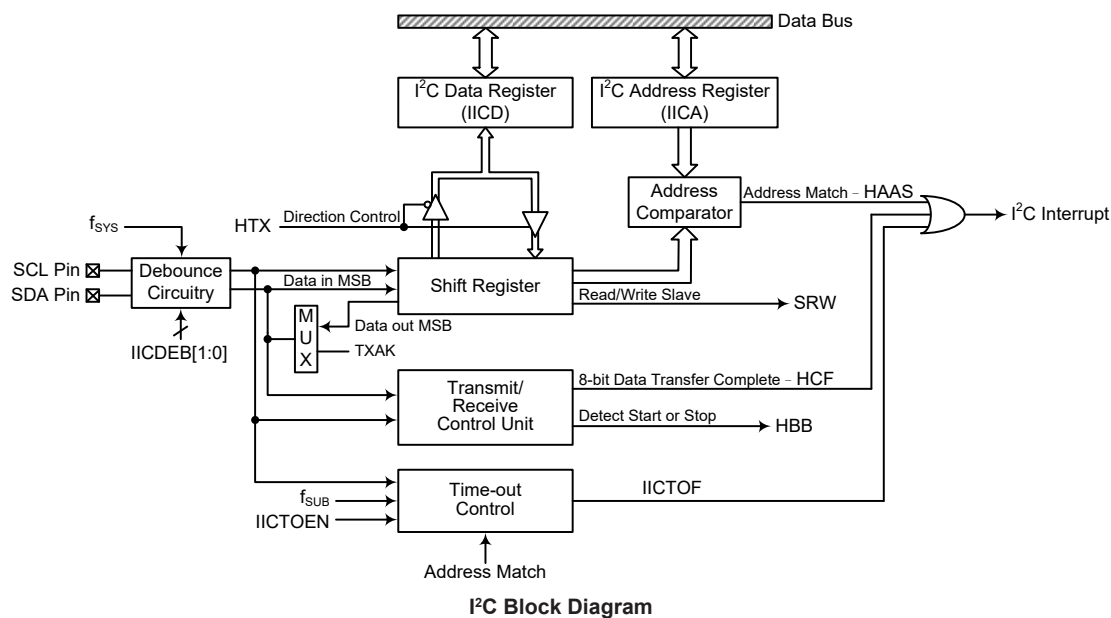 Data Bus
I²C Data Register
(IICD)
I²C Address Register
(IICA)
fSYS
HTX
Direction Control
Address
Comparator
Address Match - HAAS
I²C Interrupt
SCL Pin
SDA Pin
Debounce
Circuitry
Data in MSB
Shift Register
Read/Write Slave
SRW
IICDEB[1:0]
MUX
Data out MSB
TXAK
Transmit/
Receive
Control Unit
8-bit Data Transfer Complete - HCF
Detect Start or Stop
HBB
fSUB
IICTOEN
Time-out
Control
IICTOF
Address Match
I²C Block Diagram